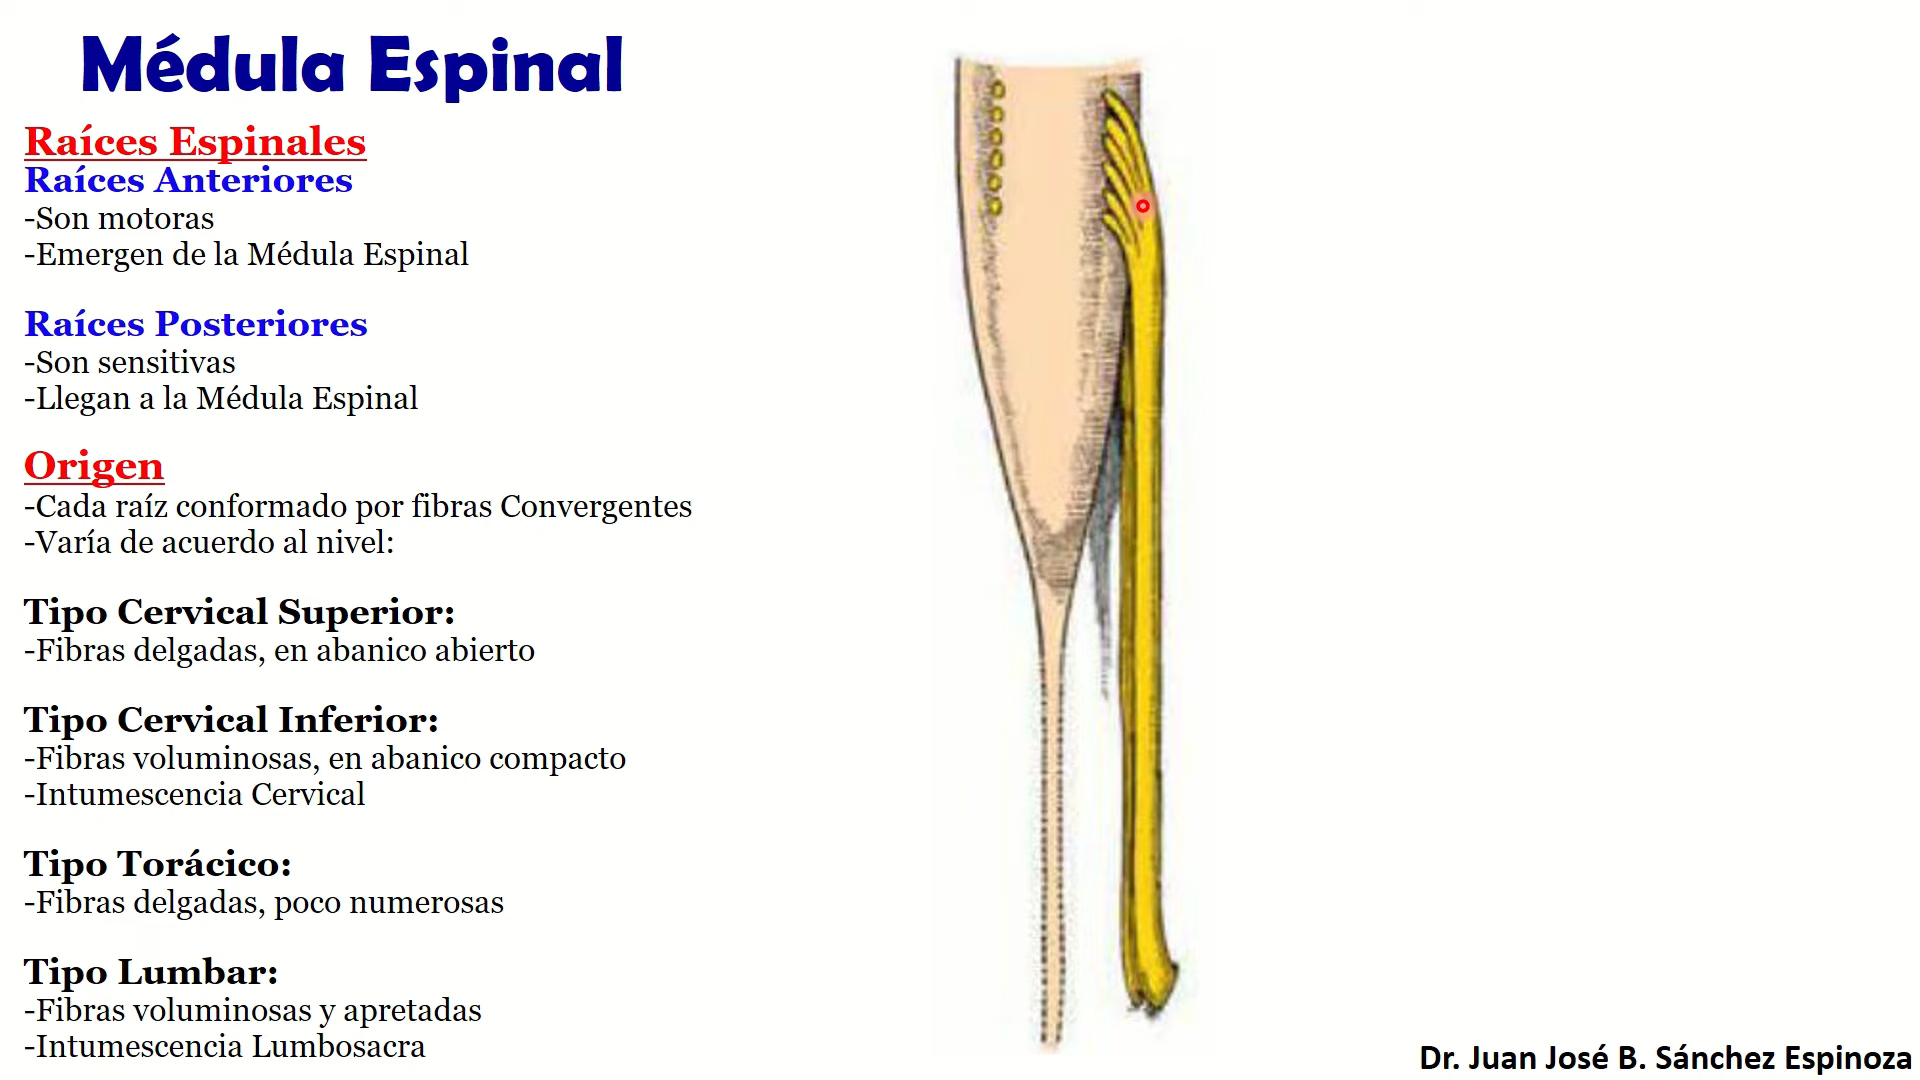 Médula Espinal
Raíces Espinales
Raíces Anteriores
-Son motoras
-Emergen de la Médula Espinal
Raíces Posteriores
-Son sensitivas
-Llegan a la Médula Espinal
Origen
-Cada raíz conformado por fibras Convergentes
-Varía de acuerdo al nivel:
Tipo Cervical Superior:
-Fibras delgadas, en abanico abierto
Tipo Cervical Inferior:
-Fibras voluminosas, en abanico compacto
-Intumescencia Cervical
Tipo Torácico:
-Fibras delgadas, poco numerosas
Tipo Lumbar:
-Fibras voluminosas y apretadas
-Intumescencia Lumbosacra
Dr. Juan José B. Sánchez Espinoza